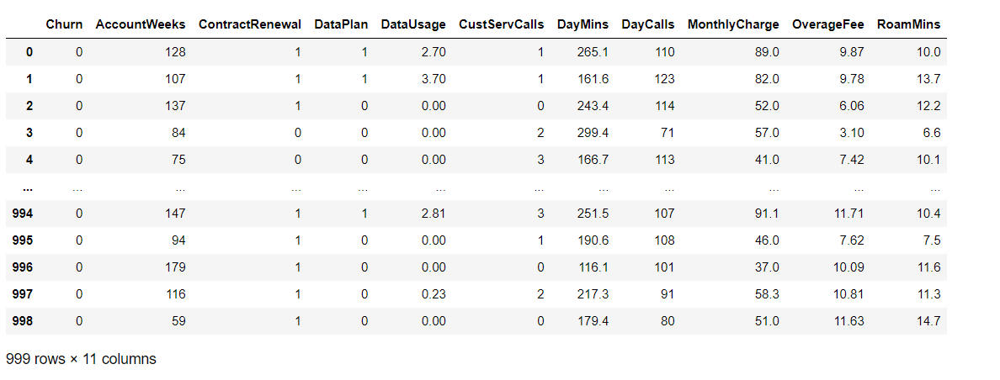 Churn AccountWeeks ContractRenewal DataPlan DataUsage CustServCalls DayMins DayCalls MonthlyCharge OverageFee RoamMins
0 0 128 1 1 2.70 1 265.1 110 89.0 9.87 10.0
1 0 107 1 1 3.70 1 161.6 123 82.0 9.78 13.7
2 0 137 1 0 0.00 0 243.4 114 52.0 6.06 12.2
3 0 84 0 0 0.00 2 299.4 71 57.0 3.10 6.6
4 0 75 0 0 0.00 3 166.7 113 41.0 7.42 10.1
... ... ... ... ... ... ... ... ... ... ... ...
994 0 147 1 1 2.81 3 251.5 107 91.1 11.71 10.4
995 0 94 1 0 0.00 1 190.6 108 46.0 7.62 7.5
996 0 179 1 0 0.00 0 116.1 101 37.0 10.09 11.6
997 0 116 1 0 0.23 2 217.3 91 58.3 10.81 11.3
998 0 59 1 0 0.00 0 179.4 80 51.0 11.63 14.7
999 rows × 11 columns